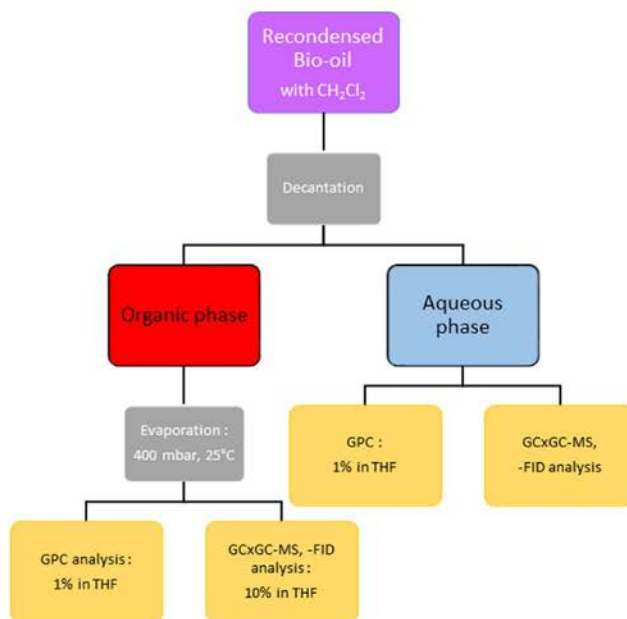 Recondensed
Bio-oil
with CH₂Cl₂
Decantation
Organic phase
Aqueous
phase
Evaporation :
400 mbar, 25°C
GPC :
1% in THF
GCxGC-MS,
-FID analysis
GPC analysis :
1% in THF
GCxGC-MS, -FID
analysis :
10% in THF